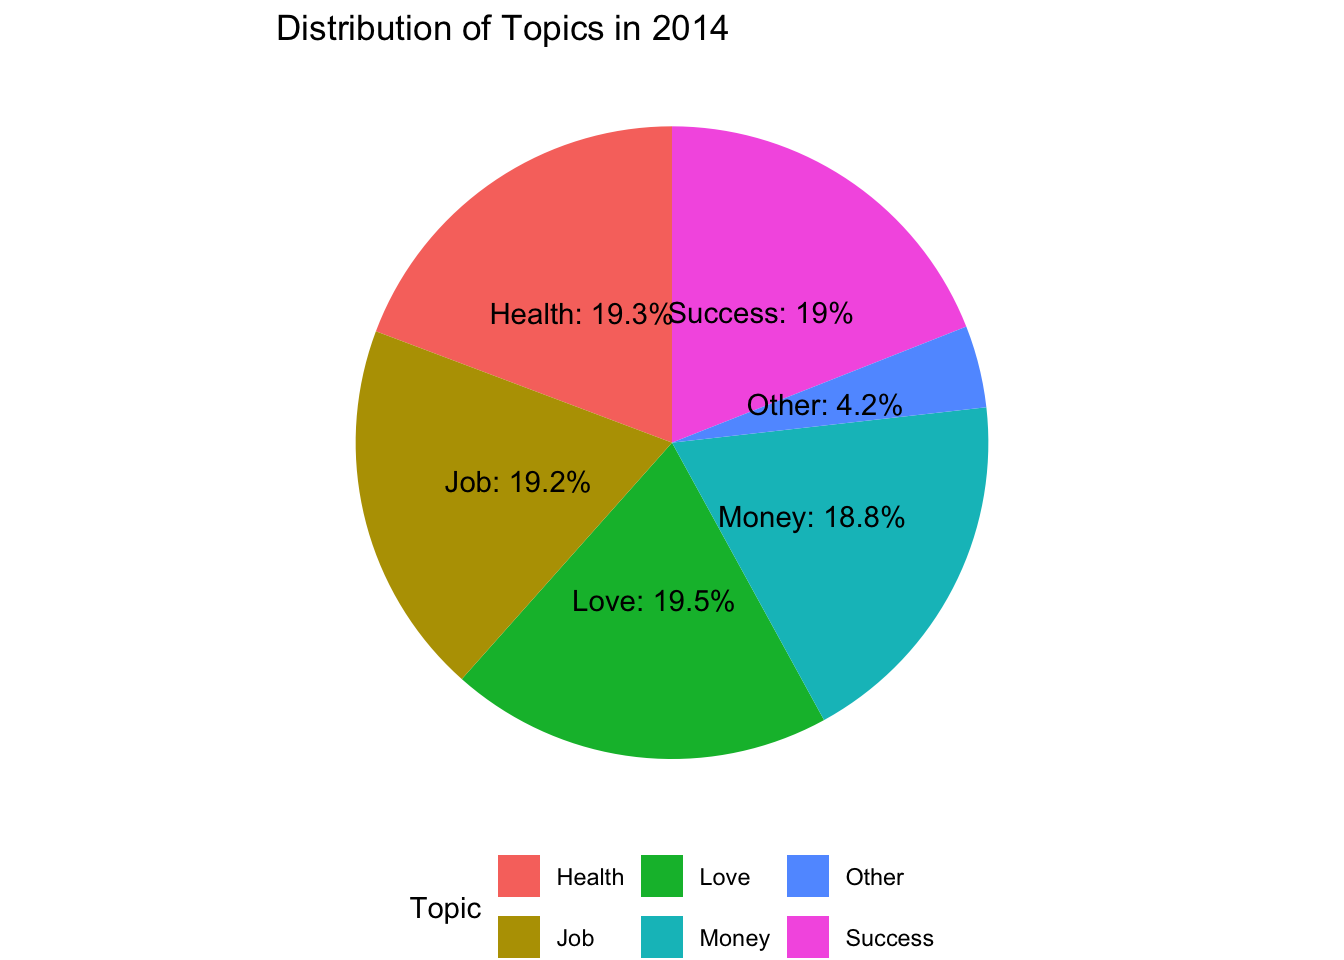 Distribution of Topics in 2014
Health: 19.3%
Success: 19%
Other: 4.2%
Job: 19.2%
Money: 18.8%
Love: 19.5%
Topic
Health
Love
Other
Job
Money
Success